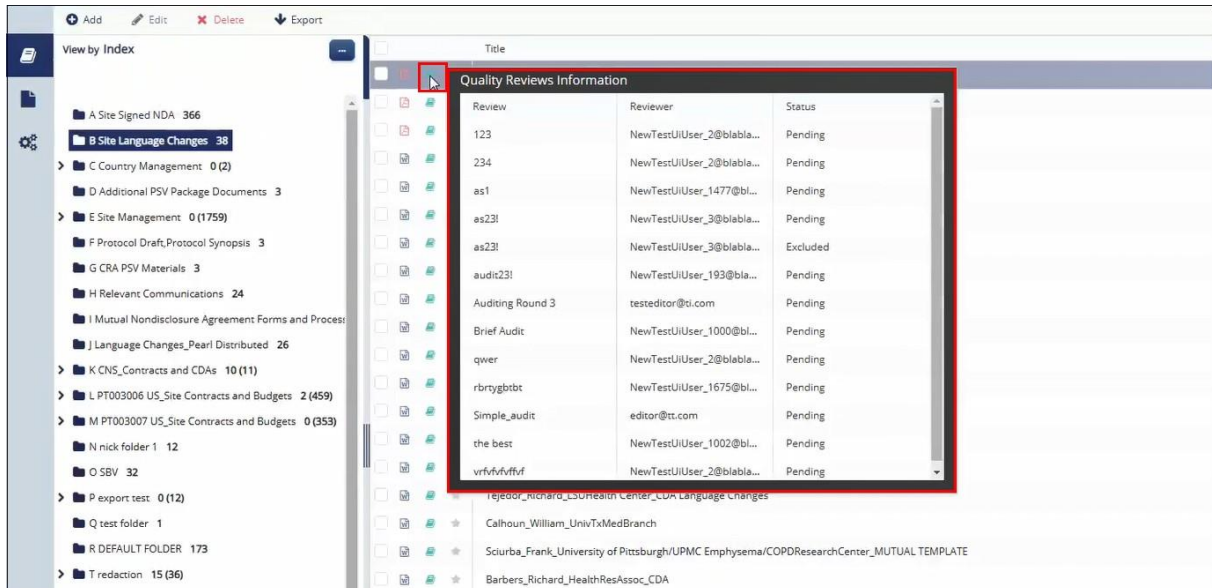 Add Edit Delete Export
View by Index ...
A Site Signed NDA 366
B Site Language Changes 38
C Country Management 0 (2)
D Additional PSV Package Documents 3
E Site Management 0 (1759)
F Protocol Draft,Protocol Synopsis 3
G CRA PSV Materials 3
H Relevant Communications 24
I Mutual Nondisclosure Agreement Forms and Process
J Language Changes_Pearl Distributed 26
K CNS_Contracts and CDAs 10 (11)
L PT003006 US_Site Contracts and Budgets 2 (459)
M PT003007 US_Site Contracts and Budgets 0 (353)
N nick folder 1 12
O SBV 32
P export test 0 (12)
Q test folder 1
R DEFAULT FOLDER 173
T redaction 15 (36)
Title
Quality Reviews Information
Review Reviewer Status
123 NewTestUiUser_2@blabla... Pending
234 NewTestUiUser_2@blabla... Pending
as1 NewTestUiUser_1477@bl... Pending
as23! NewTestUiUser_3@blabla... Pending
as23! NewTestUiUser_3@blabla... Excluded
audit23! NewTestUiUser_193@bla... Pending
Auditing Round 3 testeditor@ti.com Pending
Brief Audit NewTestUiUser_1000@bl... Pending
qwer NewTestUiUser_2@blabla... Pending
rbrtygbtbt NewTestUiUser_1675@bl... Pending
Simple_audit editor@tt.com Pending
the best NewTestUiUser_1002@bl... Pending
vrfvfvfvffvf NewTestUiUser_2@blabla... Pending
Tejedor_Richard_LSUHealth Center_CDA Language Changes
Calhoun_William_UnivTxMedBranch
Sciurba_Frank_University of Pittsburgh/UPMC Emphysema/COPDResearchCenter_MUTUAL TEMPLATE
Barbers_Richard_HealthResAssoc_CDA